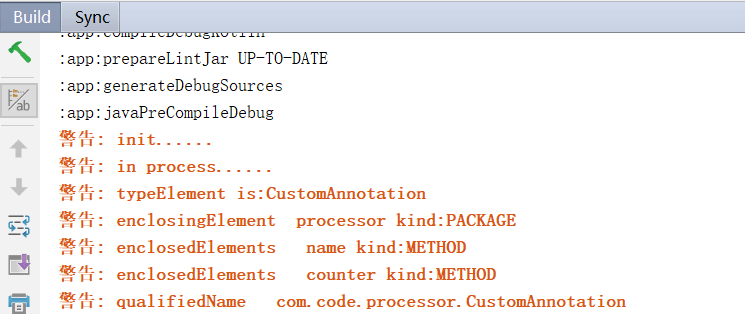 Build Sync
:app:compileDebugKotlin
:app:prepareLintJar UP-TO-DATE
:app:generateDebugSources
:app:javaPreCompileDebug
警告: init......
警告: in process......
警告: typeElement is:CustomAnnotation
警告: enclosingElement  processor kind:PACKAGE
警告: enclosedElements   name kind:METHOD
警告: enclosedElements   counter kind:METHOD
警告: qualifiedName   com.code.processor.CustomAnnotation